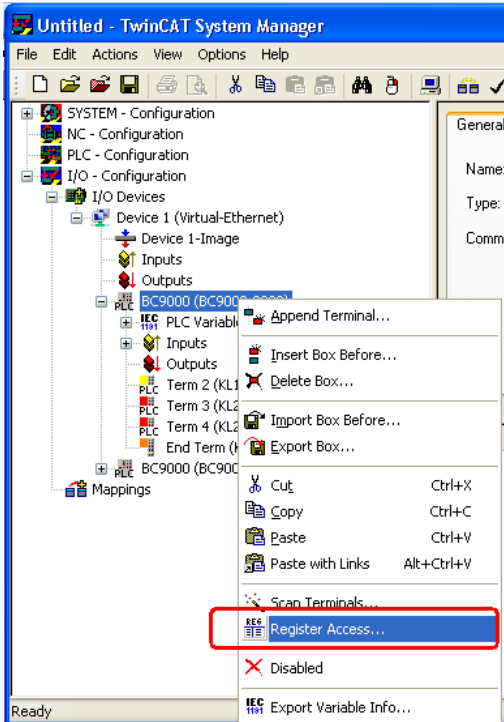 Untitled - TwinCAT System Manager
File Edit Actions View Options Help
SYSTEM - Configuration
NC - Configuration
PLC - Configuration
I/O - Configuration
I/O Devices
Device 1 (Virtual-Ethernet)
Device 1-Image
Inputs
Outputs
BC9000 (BC9000-0000)
PLC Variabl
Inputs
Outputs
Term 2 (KL1
Term 3 (KL2
Term 4 (KL2
End Term (K
BC9000 (BC900
Mappings
General
Name:
Type:
Comm
Append Terminal...
Insert Box Before...
Delete Box...
Import Box Before...
Export Box...
Cut Ctrl+X
Copy Ctrl+C
Paste Ctrl+V
Paste with Links Alt+Ctrl+V
Scan Terminals...
REG Register Access...
Disabled
IEC 1131 Export Variable Info...
Ready